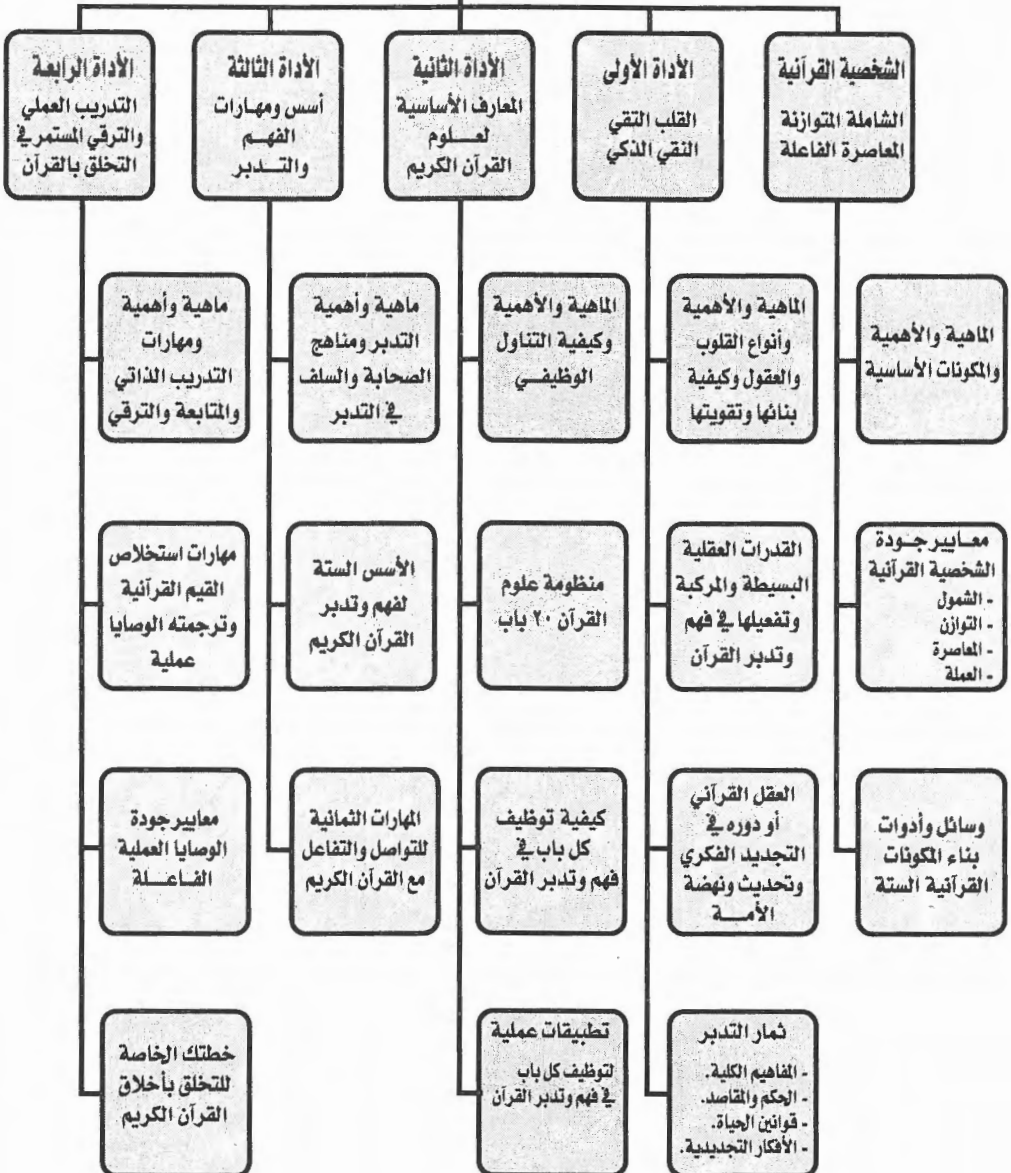 الشخصية القرآنية
الشاملة المتوازنة
المعاصرة الفاعلة
الماهية والأهمية
والمكونات الأساسية
معايير جودة
الشخصية القرآنية
- الشمول
- التوازن
- المعاصرة
- العملة
وسائل وأدوات
بناء المكونات
القرآنية الستة
الأداة الأولى
القلب التقي
النقي الذكي
الماهية والأهمية
وأنواع القلوب
والعقول وكيفية
بنائها وتقويتها
القدرات العقلية
البسيطة والمركبة
وتفعيلها في فهم
وتدبر القرآن
العقل القرآني
أو دوره في
التجديد الفكري
وتحديث ونهضة
الأمــة
ثمار التدبر
- المفاهيم الكلية.
- الحكم والمقاصد.
- قوانين الحياة.
- الأفكار التجديدية.
الأداة الثانية
المعارف الأساسية
لعلـوم
القرآن الكريم
الماهية والأهمية
وكيفية التناول
الوظيفـي
منظومة علوم
القرآن ٢٠ باب
كيفية توظيف
كل باب في
فهم وتدبر القرآن
تطبيقات عملية
لتوظيف كل باب
في فهم وتدبر القرآن
الأداة الثالثة
أسس ومهارات
الفهـم
والتـــدبر
ماهية وأهمية
التدبر ومناهج
الصحابة والسلف
في التدبر
الأسس الستة
لفهم وتدبر
القرآن الكريم
المهارات الثمانية
للتواصل والتفاعل
مع القرآن الكريم
الأداة الرابعة
التدريب العملي
والترقي المستمر في
التخلق بالقرآن
ماهية وأهمية
ومهارات
التدريب الذاتي
والمتابعة والترقي
مهارات استخلاص
القيم القرآنية
وترجمته الوصايا
عملية
معايير جودة
الوصايا العملية
الفـاعـلة
خطتك الخاصة
للتخلق بأخلاق
القرآن الكريم